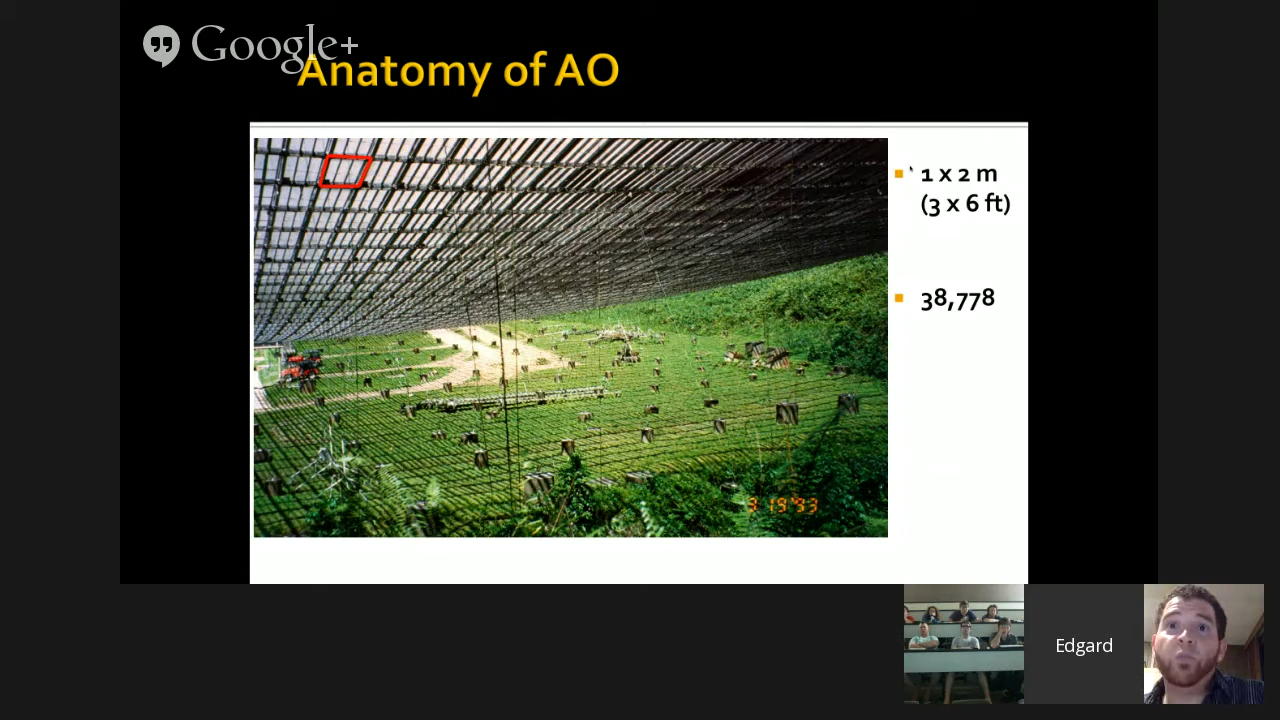 Google+
Anatomy of AO
1 x 2 m
(3 x 6 ft)
38,778
3 19 '93
Edgard